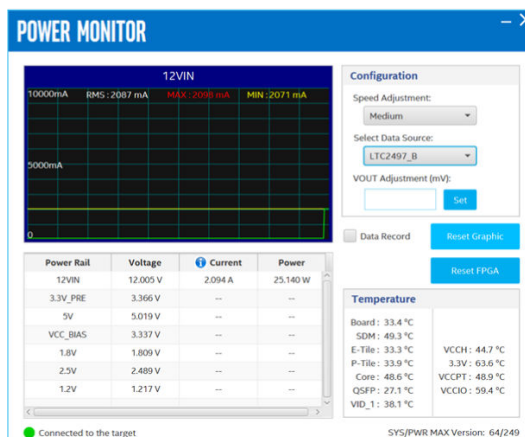 POWER MONITOR
12VIN
10000mA RMS:2087 mA MAX:2098 mA MIN:2071 mA
5000mA
0
Configuration
Speed Adjustment:
Medium
Select Data Source:
LTC2497_B
VOUT Adjustment (mV):
Set
Data Record
Reset Graphic
Reset FPGA
Power Rail Voltage Current Power
12VIN 12.005 V 2.094 A 25.140 W
3.3V_PRE 3.366 V -- --
5V 5.019 V -- --
VCC_BIAS 3.337 V -- --
1.8V 1.809 V -- --
2.5V 2.489 V -- --
1.2V 1.217 V -- --
Temperature
Board: 33.4 °C
SDM: 49.3 °C
E-Tile: 33.3 °C VCCH: 44.7 °C
P-Tile: 33.9 °C 3.3V: 63.6 °C
Core: 48.6 °C VCCPT: 48.9 °C
QSFP: 27.1 °C VCCIO: 59.4 °C
VID_1: 38.1 °C
Connected to the target
SYS/PWR MAX Version: 64/249